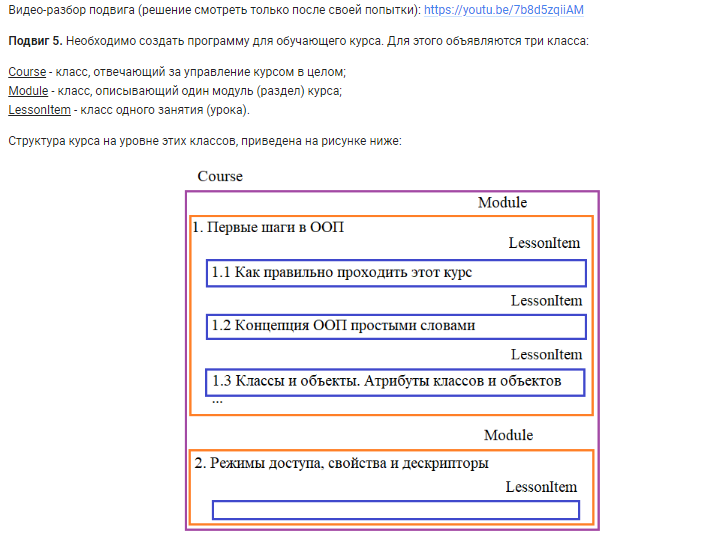 Видео-разбор подвига (решение смотреть только после своей попытки): https://youtu.be/7b8d5zqiiAM
Подвиг 5. Необходимо создать программу для обучающего курса. Для этого объявляются три класса:
Course - класс, отвечающий за управление курсом в целом;
Module - класс, описывающий один модуль (раздел) курса;
LessonItem - класс одного занятия (урока).
Структура курса на уровне этих классов, приведена на рисунке ниже:
Course
Module
1. Первые шаги в ООП
LessonItem
1.1 Как правильно проходить этот курс
LessonItem
1.2 Концепция ООП простыми словами
LessonItem
1.3 Классы и объекты. Атрибуты классов и объектов
...
Module
2. Режимы доступа, свойства и дескрипторы
LessonItem